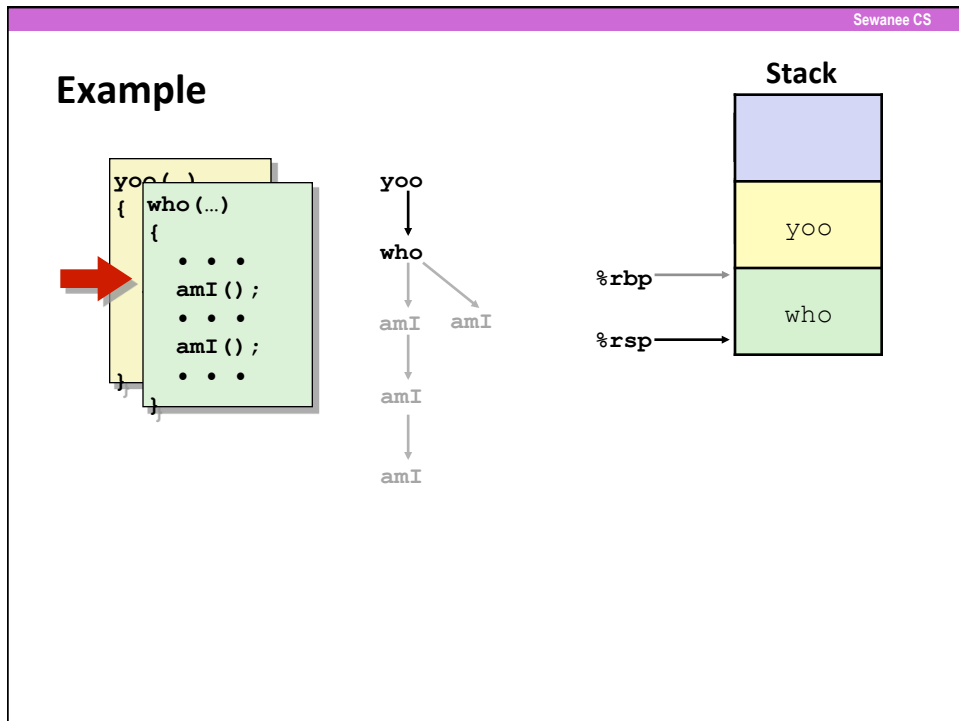 Sewanee CS
Example
Stack
yoo(…)
{
}
who(…)
{
• • •
amI();
• • •
amI();
• • •
}
yoo
who
amI amI
amI
amI
%rbp
%rsp
yoo
who